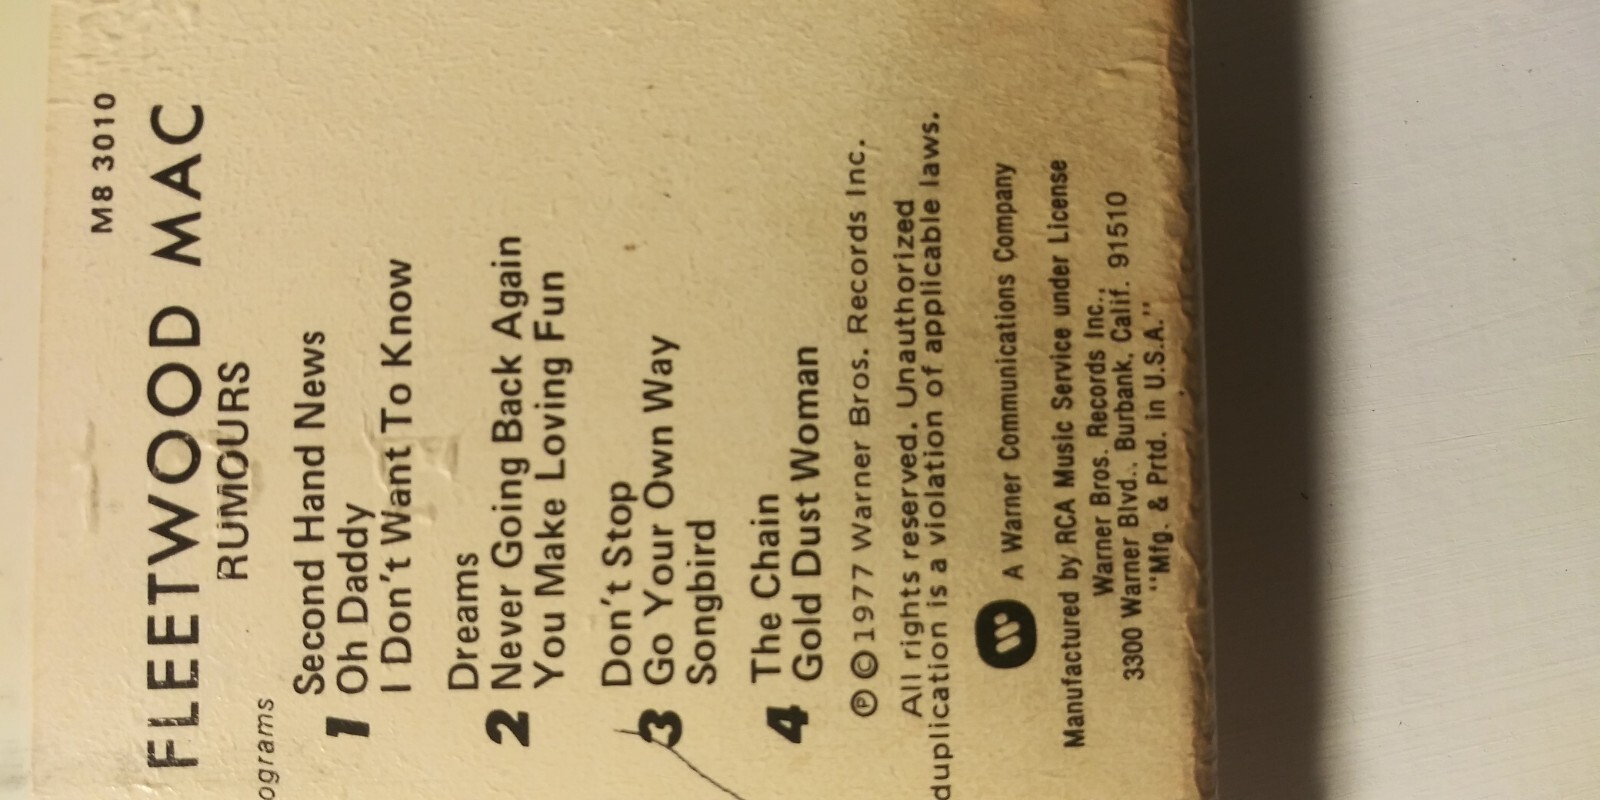 M8 3010
FLEETWOOD MAC
RUMOURS
ograms
1 Second Hand News
Oh Daddy
I Don't Want To Know
2 Dreams
Never Going Back Again
You Make Loving Fun
3 Don't Stop
Go Your Own Way
Songbird
4 The Chain
Gold Dust Woman
℗©1977 Warner Bros. Records Inc.
All rights reserved. Unauthorized
duplication is a violation of applicable laws.
W A Warner Communications Company
Manufactured by RCA Music Service under License
Warner Bros. Records Inc.,
3300 Warner Blvd., Burbank, Calif. 91510
"Mfg. & Prtd. in U.S.A."